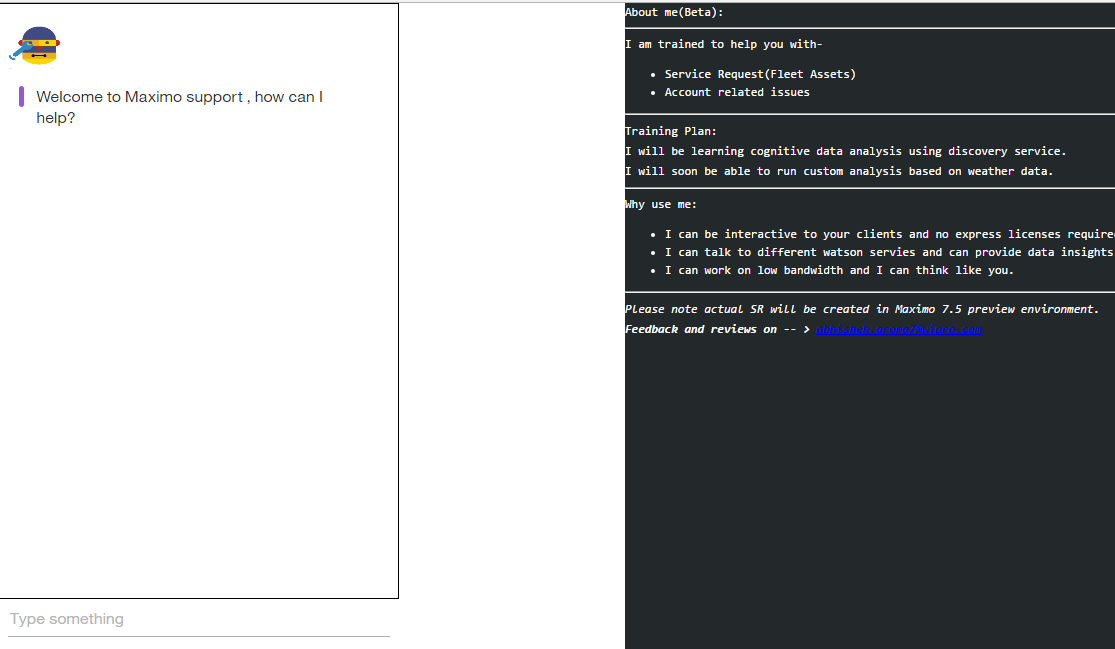 Welcome to Maximo support , how can I
help?
Type something
About me(Beta):
I am trained to help you with-
• Service Request(Fleet Assets)
• Account related issues
Training Plan:
I will be learning cognitive data analysis using discovery service.
I will soon be able to run custom analysis based on weather data.
Why use me:
• I can be interactive to your clients and no express licenses require
• I can talk to different watson servies and can provide data insights
• I can work on low bandwidth and I can think like you.
Please note actual SR will be created in Maximo 7.5 preview environment.
Feedback and reviews on -- >